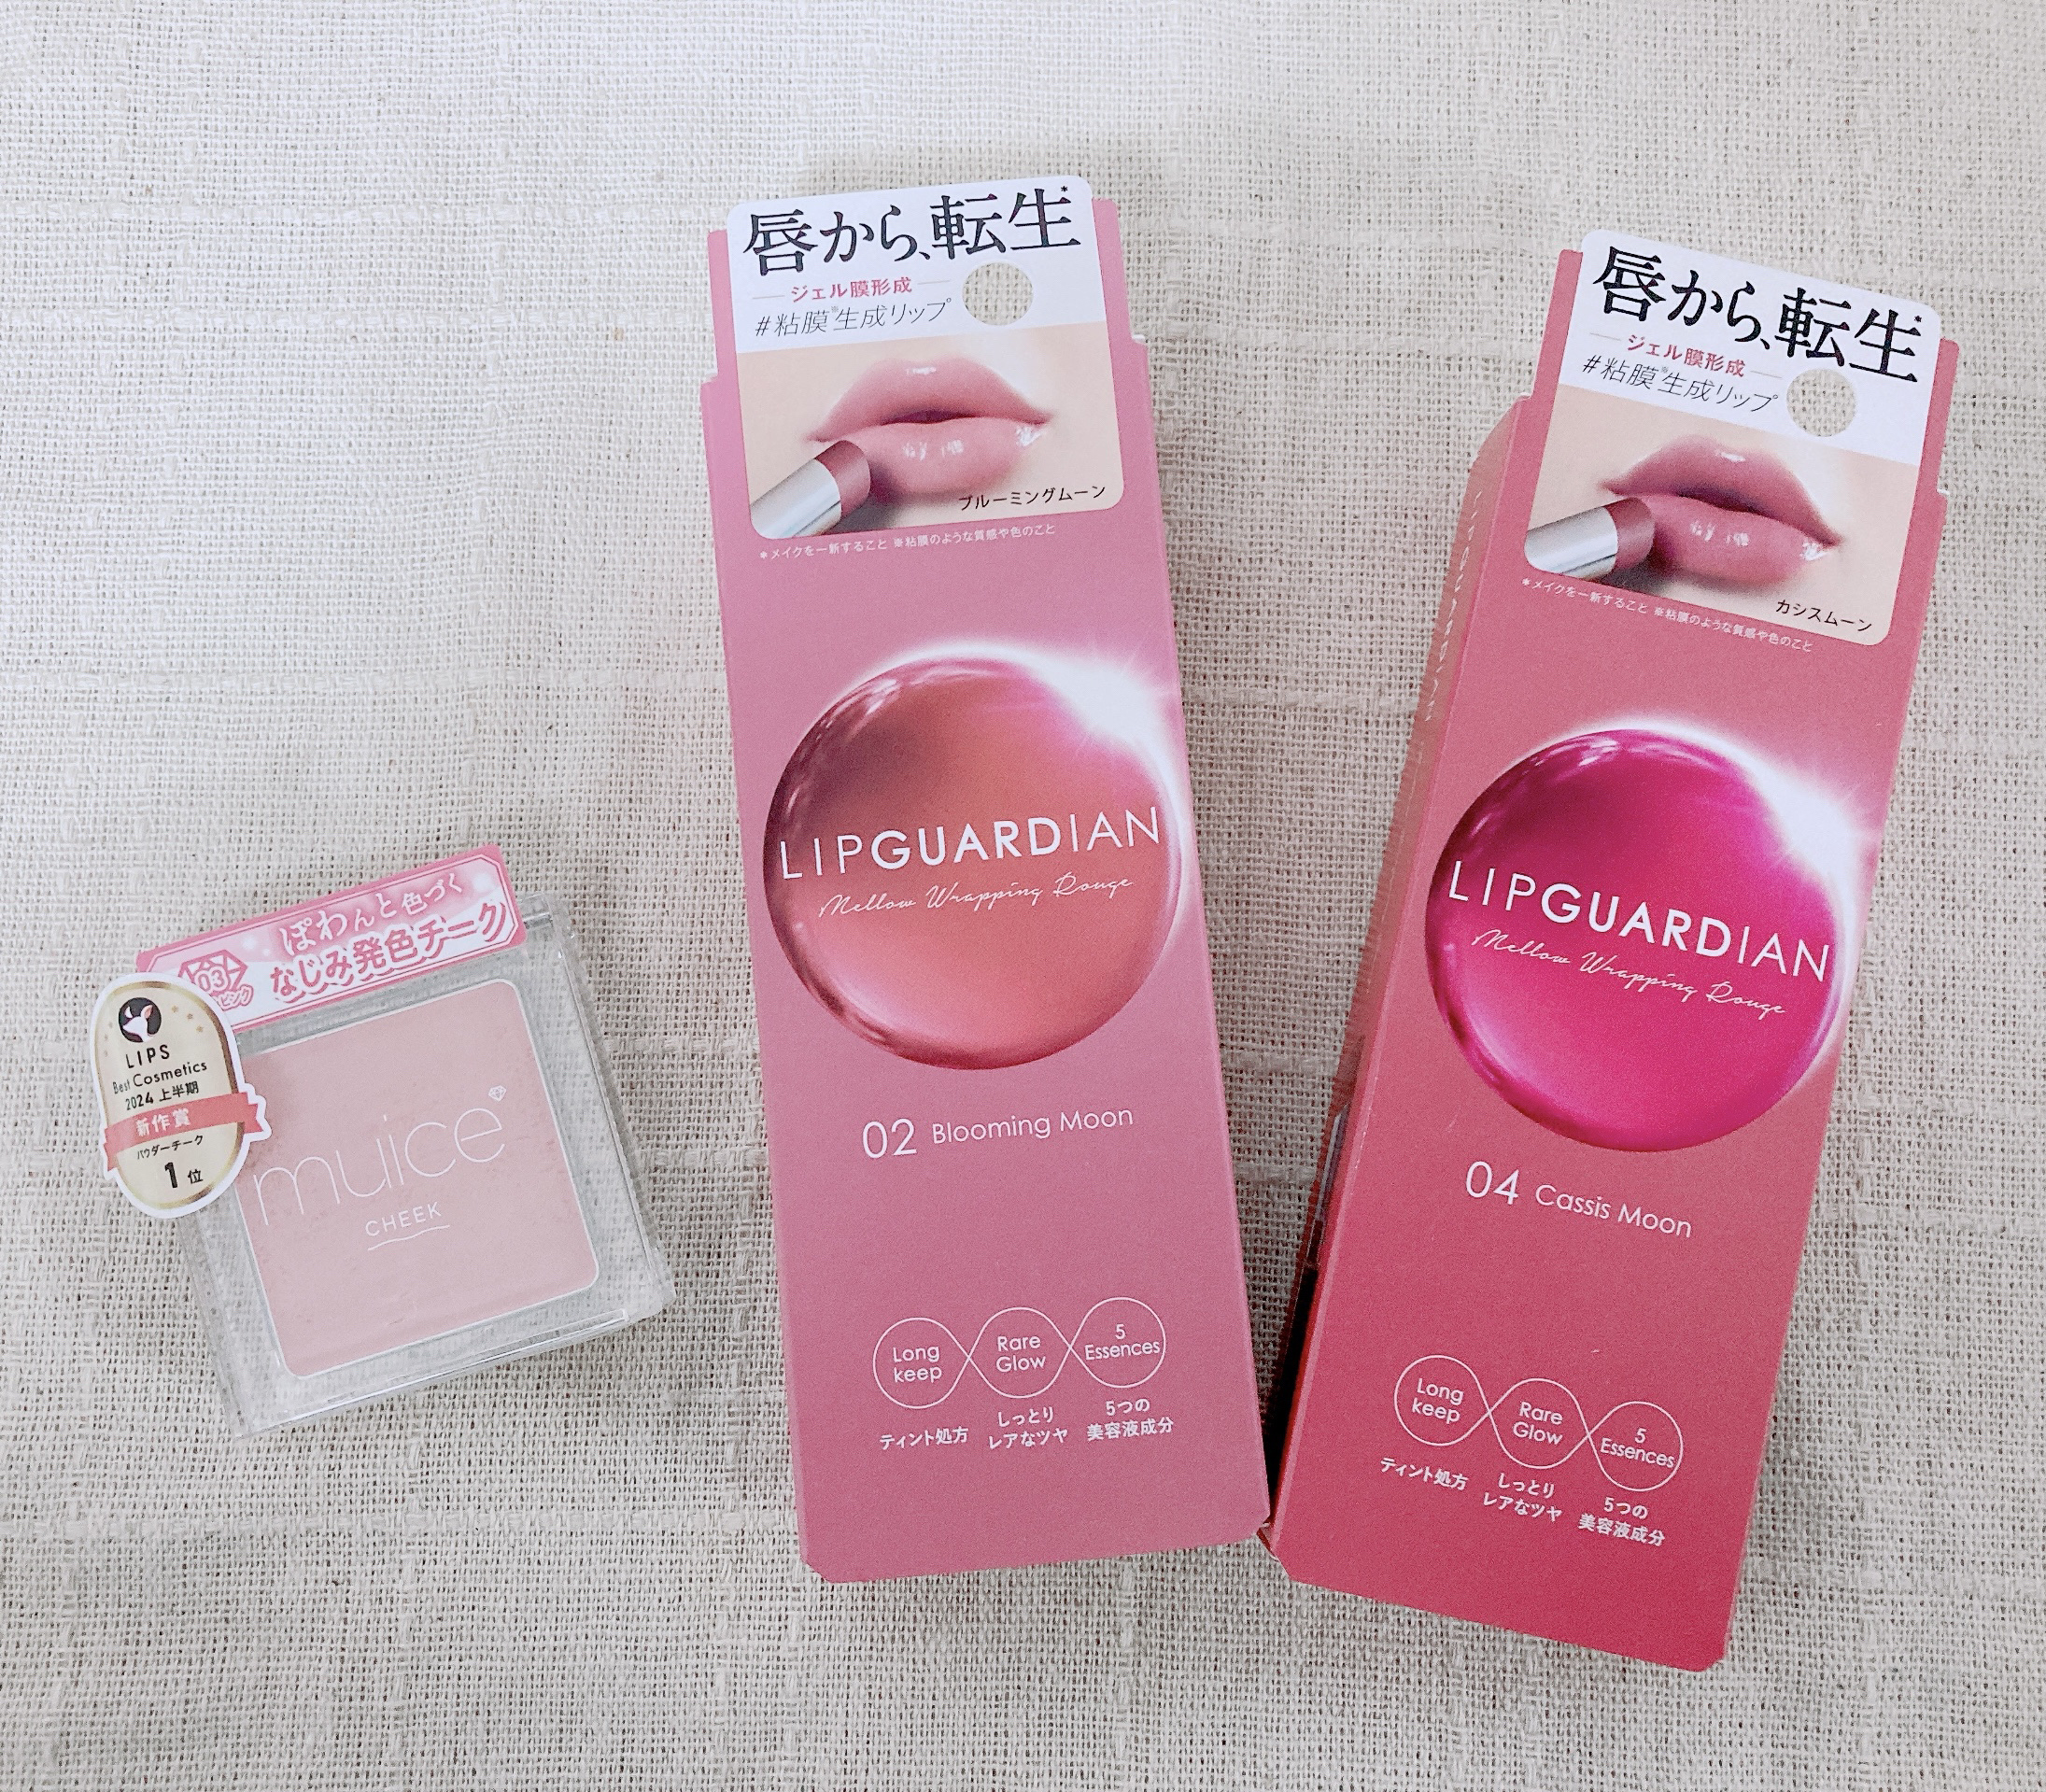 ぽわんと色づく
なじみ発色チーク
03
LIPS
Best Cosmetics
2024 上半期
新作賞
パウダーチーク
1位
muice
CHEEK
唇から、転生*
ジェル膜形成
#粘膜※生成リップ
ブルーミングムーン
*メイクを一新すること ※粘膜のような質感や色のこと
LIPGUARDIAN
Mellow Wrapping Rouge
02 Blooming Moon
Long keep
Rare Glow
5 Essences
ティント処方
しっとり
レアなツヤ
5つの
美容液成分
唇から、転生*
ジェル膜形成
#粘膜※生成リップ
カシスムーン
*メイクを一新すること ※粘膜のような質感や色のこと
LIPGUARDIAN
LIPGUARDIAN
Mellow Wrapping Rouge
04 Cassis Moon
Long keep
Rare Glow
5 Essences
ティント処方
しっとり
レアなツヤ
5つの
美容液成分